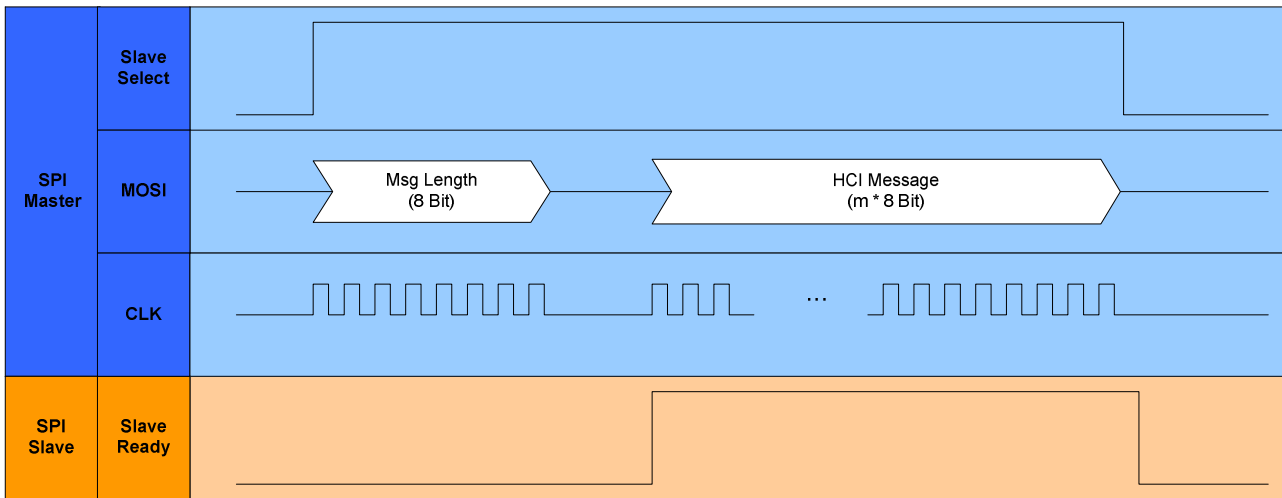 SPI
Master
Slave
Select
MOSI
Msg Length
(8 Bit)
HCI Message
(m * 8 Bit)
CLK
...
SPI
Slave
Slave
Ready